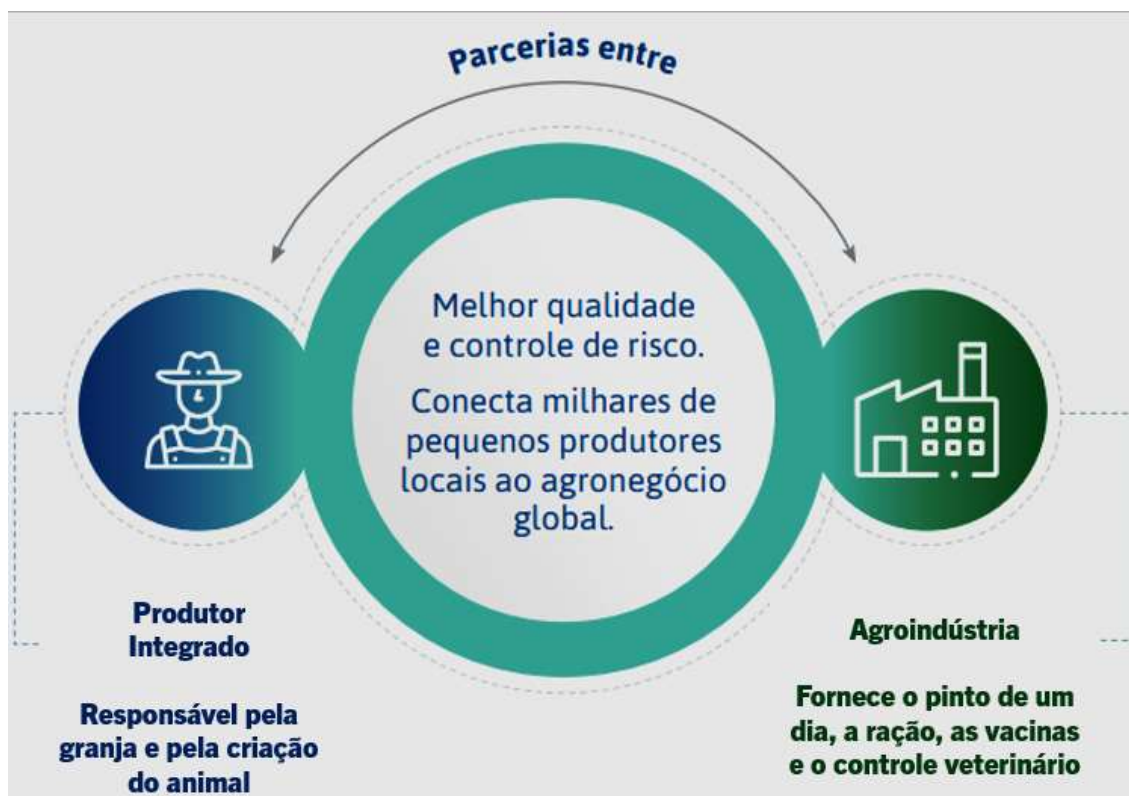 Parcerias entre
Melhor qualidade
e controle de risco.
Conecta milhares de
pequenos produtores
locais ao agronegócio
global.
Produtor
Integrado
Responsável pela
granja e pela criação
do animal
Agroindústria
Fornece o pinto de um
dia, a ração, as vacinas
e o controle veterinário